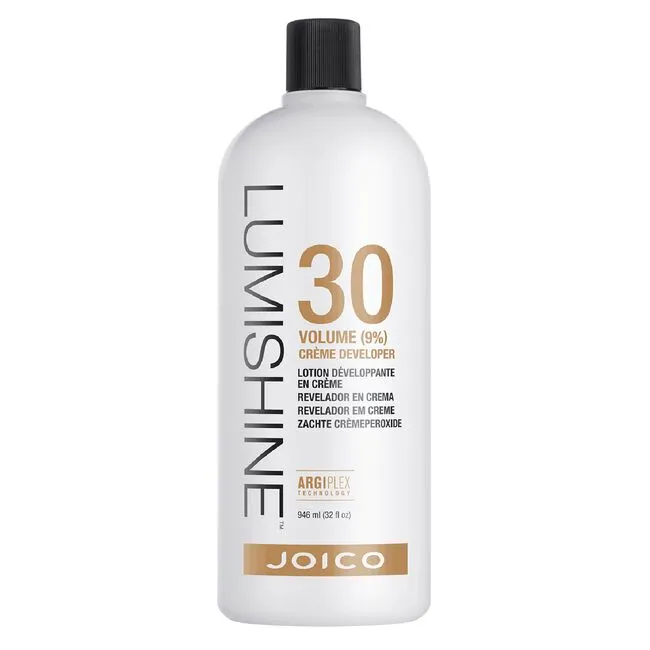 LUMISHINE™
30
VOLUME (9%)
CRÈME DEVELOPER
LOTION DÉVELOPPANTE
EN CRÈME
REVELADOR EN CREMA
REVELADOR EM CREME
ZACHTE CRÈMEPEROXIDE
ARGIPLEX
TECHNOLOGY
946 ml (32 fl oz)
JOICO